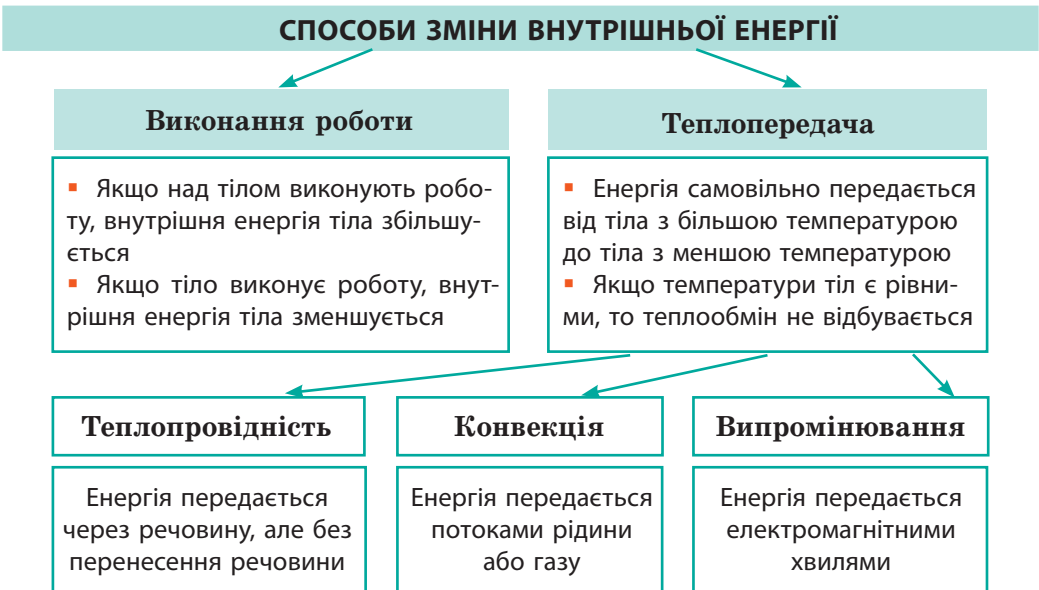 СПОСОБИ ЗМІНИ ВНУТРІШНЬОЇ ЕНЕРГІЇ
Виконання роботи
▪ Якщо над тілом виконують робо-
ту, внутрішня енергія тіла збільшу-
ється
▪ Якщо тіло виконує роботу, внут-
рішня енергія тіла зменшується
Теплопередача
▪ Енергія самовільно передається
від тіла з більшою температурою
до тіла з меншою температурою
▪ Якщо температури тіл є рівни-
ми, то теплообмін не відбувається
Теплопровідність
Енергія передається
через речовину, але без
перенесення речовини
Конвекція
Енергія передається
потоками рідини
або газу
Випромінювання
Енергія передається
електромагнітними
хвилями